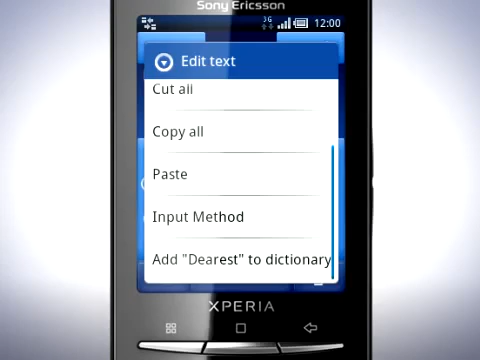 Sony Ericsson
3G 12:00
Edit text
Cut all
Copy all
Paste
Input Method
Add "Dearest" to dictionary
XPERIA